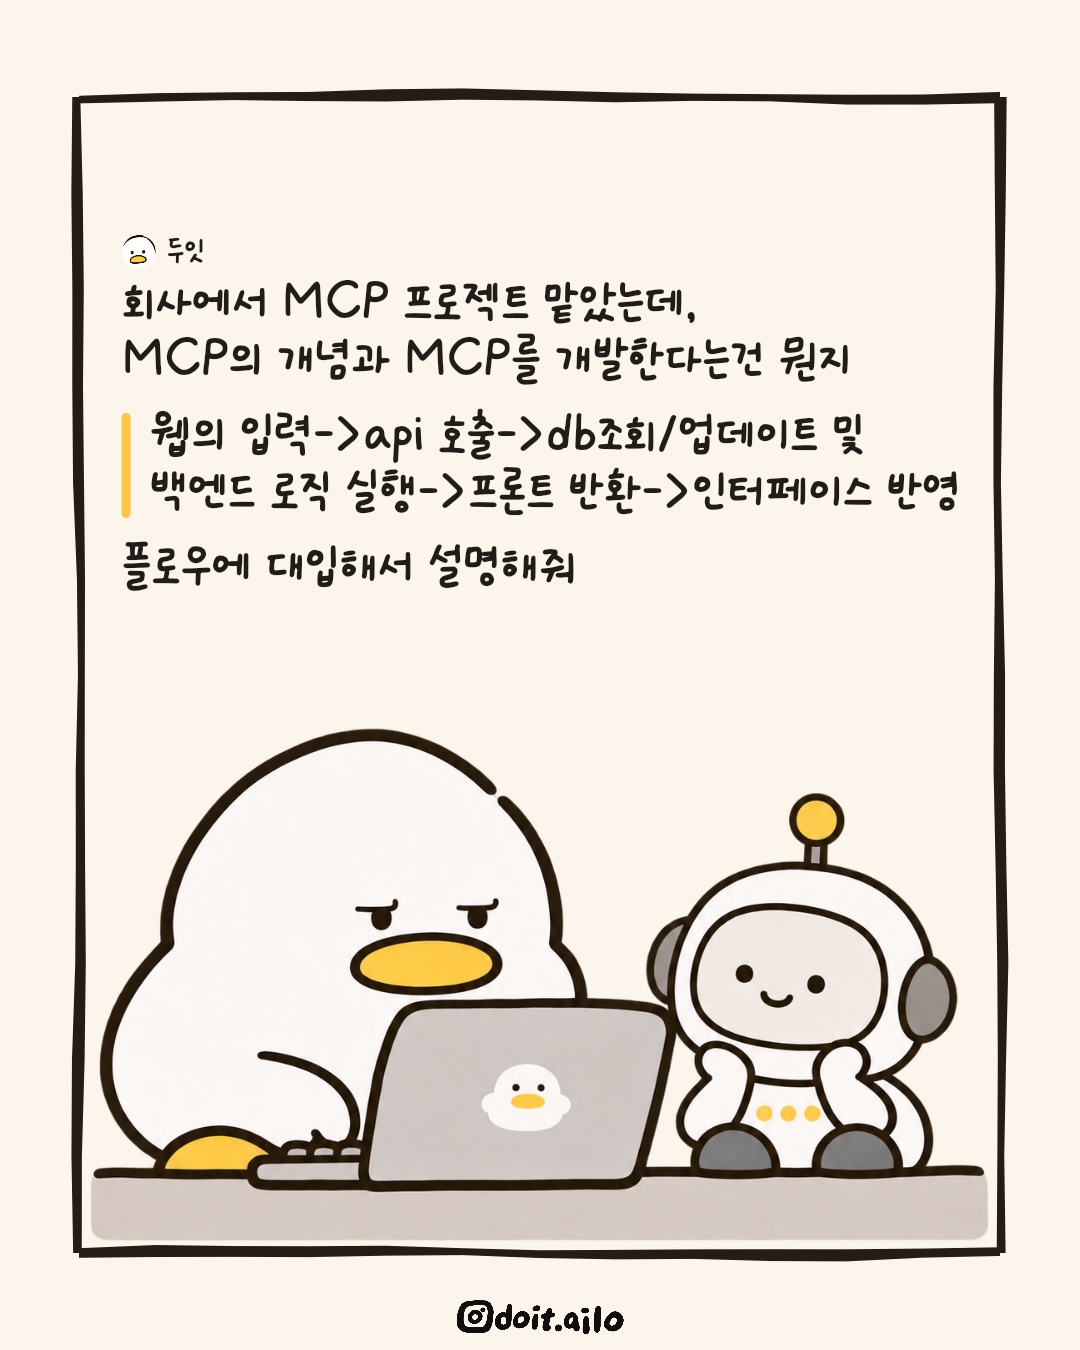 두잇
회사에서 MCP 프로젝트 맡았는데,
MCP의 개념과 MCP를 개발한다는건 뭔지
웹의 입력->api 호출->db조회/업데이트 및
백엔드 로직 실행->프론트 반환->인터페이스 반영
플로우에 대입해서 설명해줘
doit.ailo